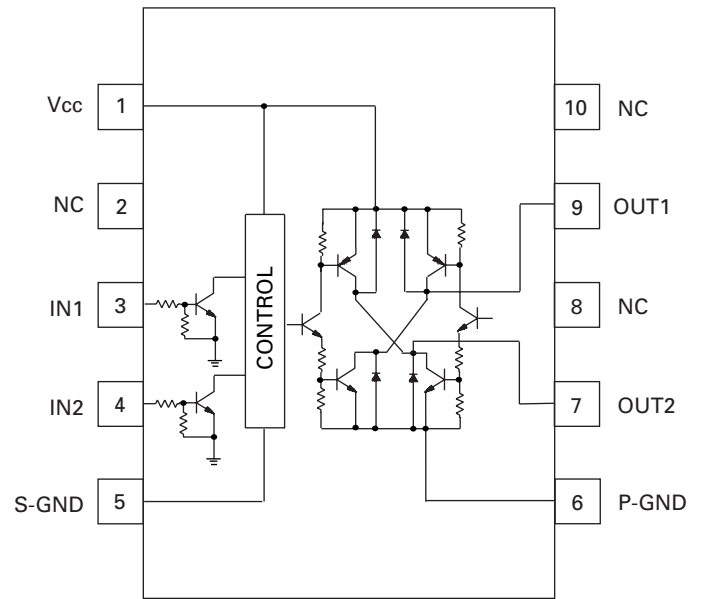 Vcc 1
NC 2
IN1 3
IN2 4
S-GND 5
CONTROL
10 NC
9 OUT1
8 NC
7 OUT2
6 P-GND